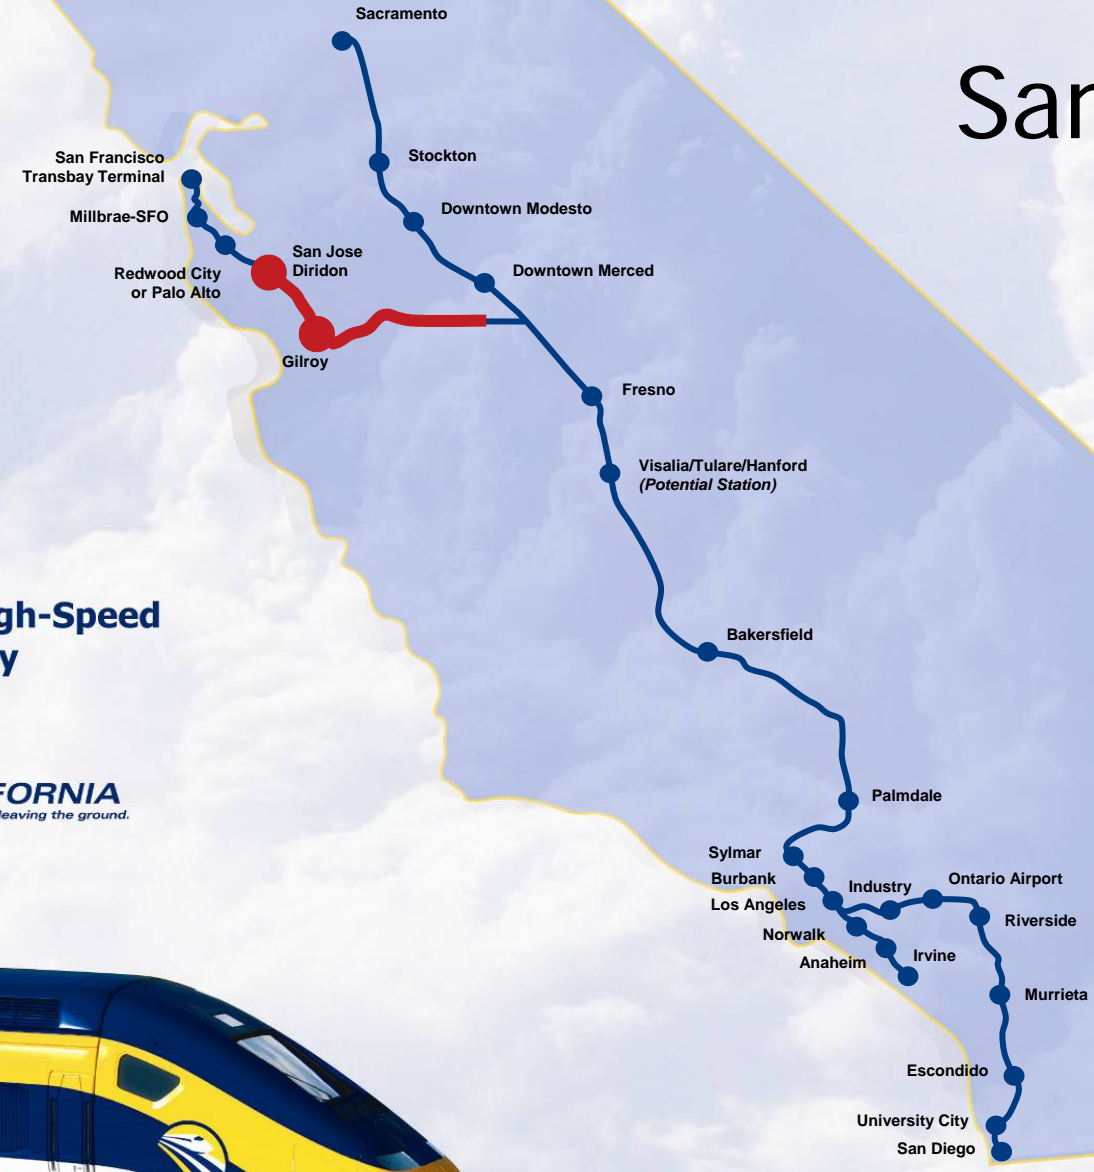 Sacramento
San
San Francisco
Transbay Terminal
Stockton
Millbrae-SFO
Downtown Modesto
San Jose
Diridon
Redwood City
or Palo Alto
Downtown Merced
Gilroy
Fresno
Visalia/Tulare/Hanford
(Potential Station)
gh-Speed
y
Bakersfield
FORNIA
leaving the ground.
Palmdale
Sylmar
Burbank
Industry
Ontario Airport
Los Angeles
Riverside
Norwalk
Irvine
Anaheim
Murrieta
Escondido
University City
San Diego